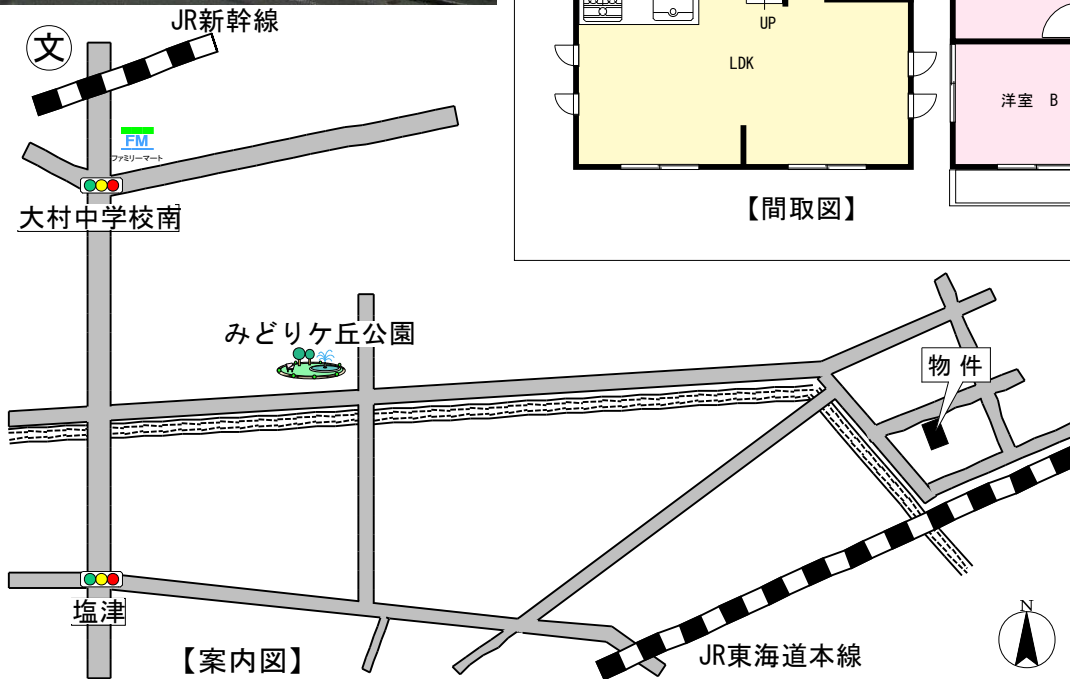 JR新幹線
文
FM
ファミリーマート
大村中学校南
UP
LDK
洋室 B
【間取図】
みどりケ丘公園
物件
塩津
【案内図】
JR東海道本線
N